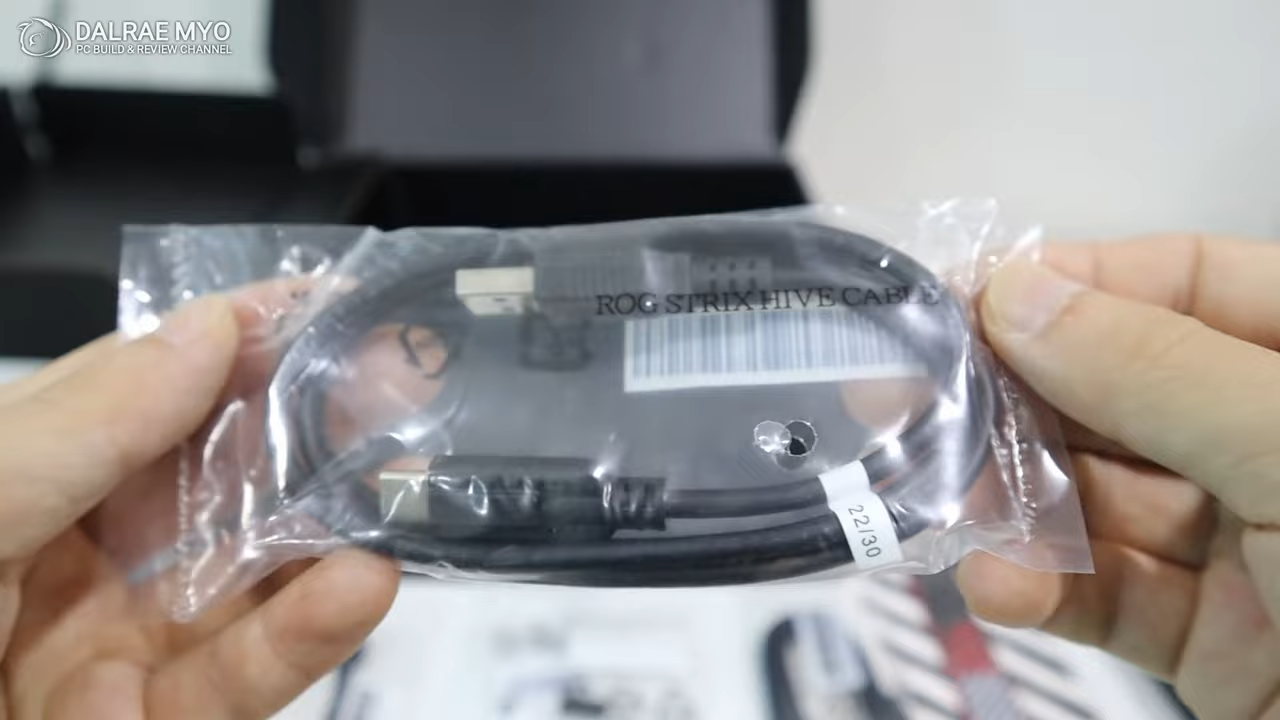 DALRAE MYO
PC BUILD & REVIEW CHANNEL
ROG STRIX HIVE CABLE
22/30